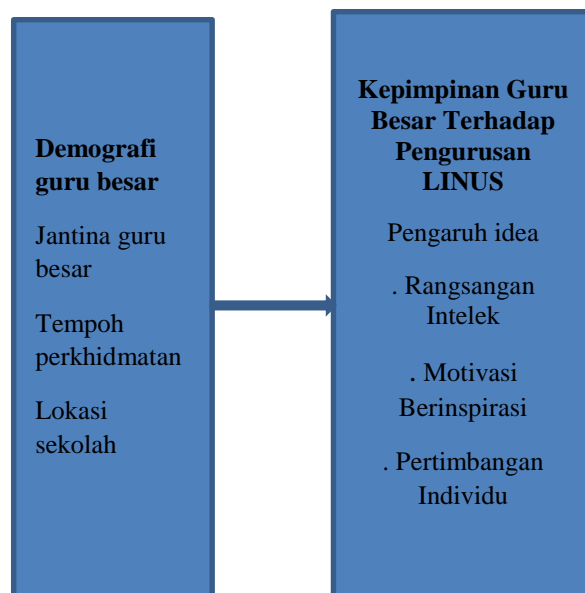 Demografi
guru besar
Jantina guru
besar
Tempoh
perkhidmatan
Lokasi
sekolah
Kepimpinan Guru
Besar Terhadap
Pengurusan
LINUS
Pengaruh idea
. Rangsangan
Intelek
. Motivasi
Berinspirasi
. Pertimbangan
Individu